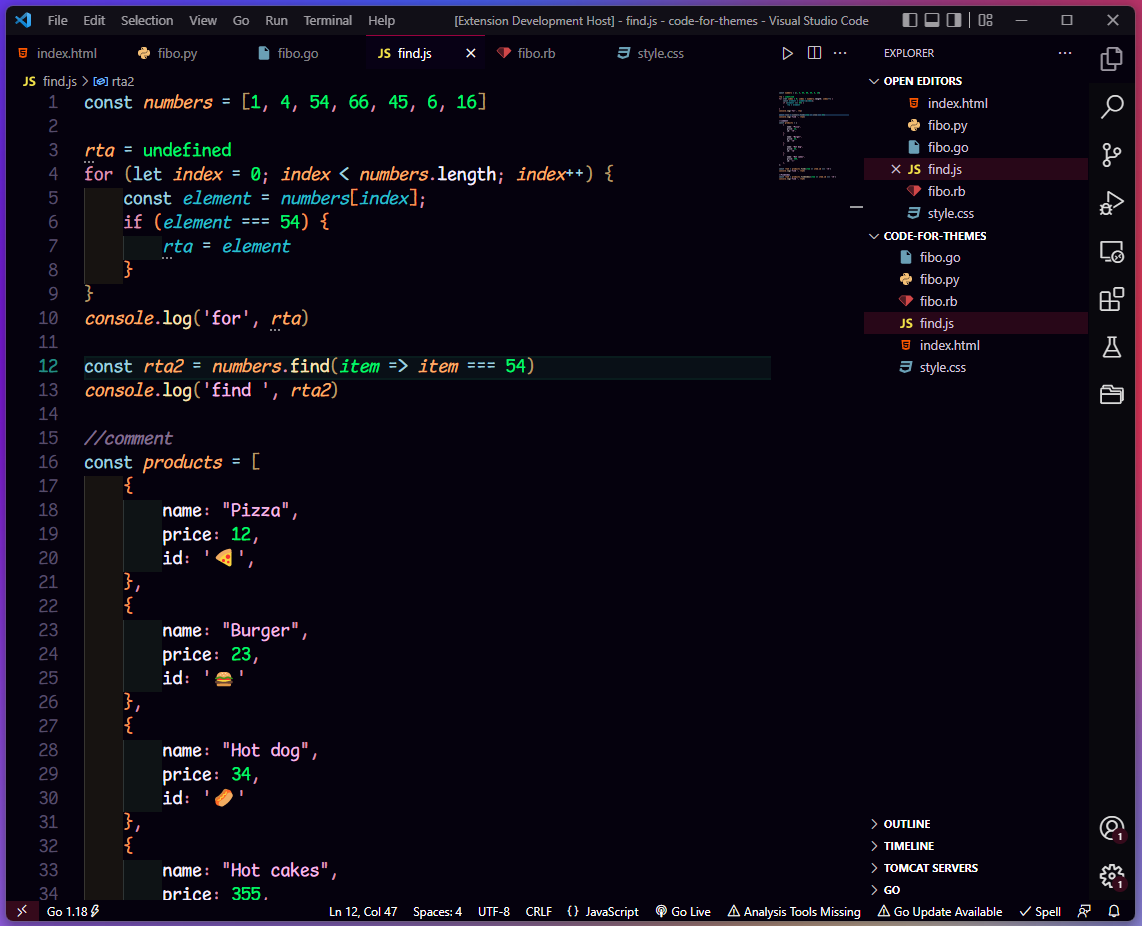 File Edit Selection View Go Run Terminal Help [Extension Development Host] - find.js - code-for-themes - Visual Studio Code
index.html fibo.py fibo.go JS find.js fibo.rb style.css
JS find.js > rta2
1 const numbers = [1, 4, 54, 66, 45, 6, 16]
2
3 rta = undefined
4 for (let index = 0; index < numbers.length; index++) {
5 const element = numbers[index];
6 if (element === 54) {
7 rta = element
8 }
9 }
10 console.log('for', rta)
11
12 const rta2 = numbers.find(item => item === 54)
13 console.log('find ', rta2)
14
15 //comment
16 const products = [
17 {
18 name: "Pizza",
19 price: 12,
20 id: '🍕',
21 },
22 {
23 name: "Burger",
24 price: 23,
25 id: '🍔'
26 },
27 {
28 name: "Hot dog",
29 price: 34,
30 id: '🌭'
31 },
32 {
33 name: "Hot cakes",
34 price: 355,
EXPLORER
OPEN EDITORS
index.html
fibo.py
fibo.go
JS find.js
fibo.rb
style.css
CODE-FOR-THEMES
fibo.go
fibo.py
fibo.rb
JS find.js
index.html
style.css
OUTLINE
TIMELINE
TOMCAT SERVERS
GO
1
1
Go 1.18 Ln 12, Col 47 Spaces: 4 UTF-8 CRLF {} JavaScript Go Live Analysis Tools Missing Go Update Available Spell